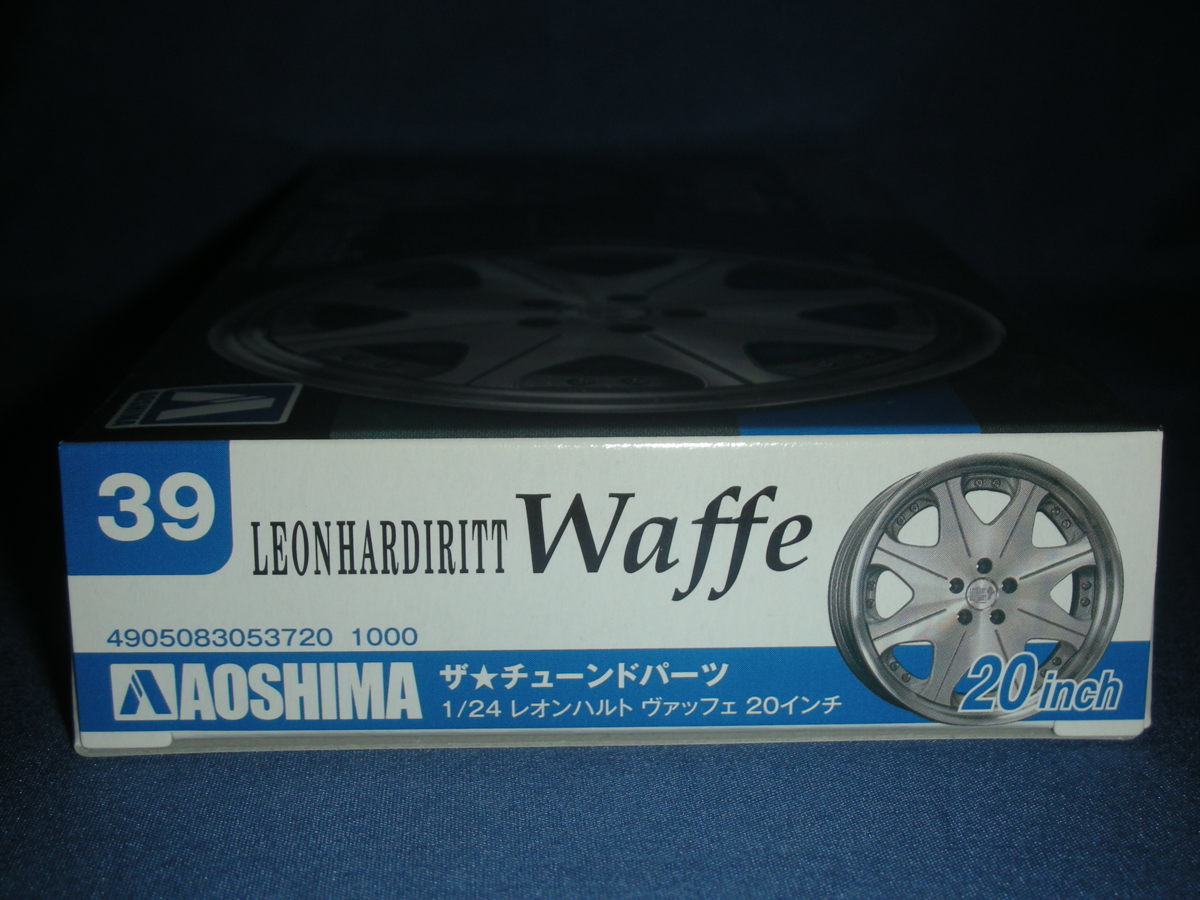 39
LEONHARDIRITT Waffe
4905083053720 1000
AOSHIMA
ザ★チューンドパーツ
1/24 レオンハルト ヴァッフェ 20インチ
20inch